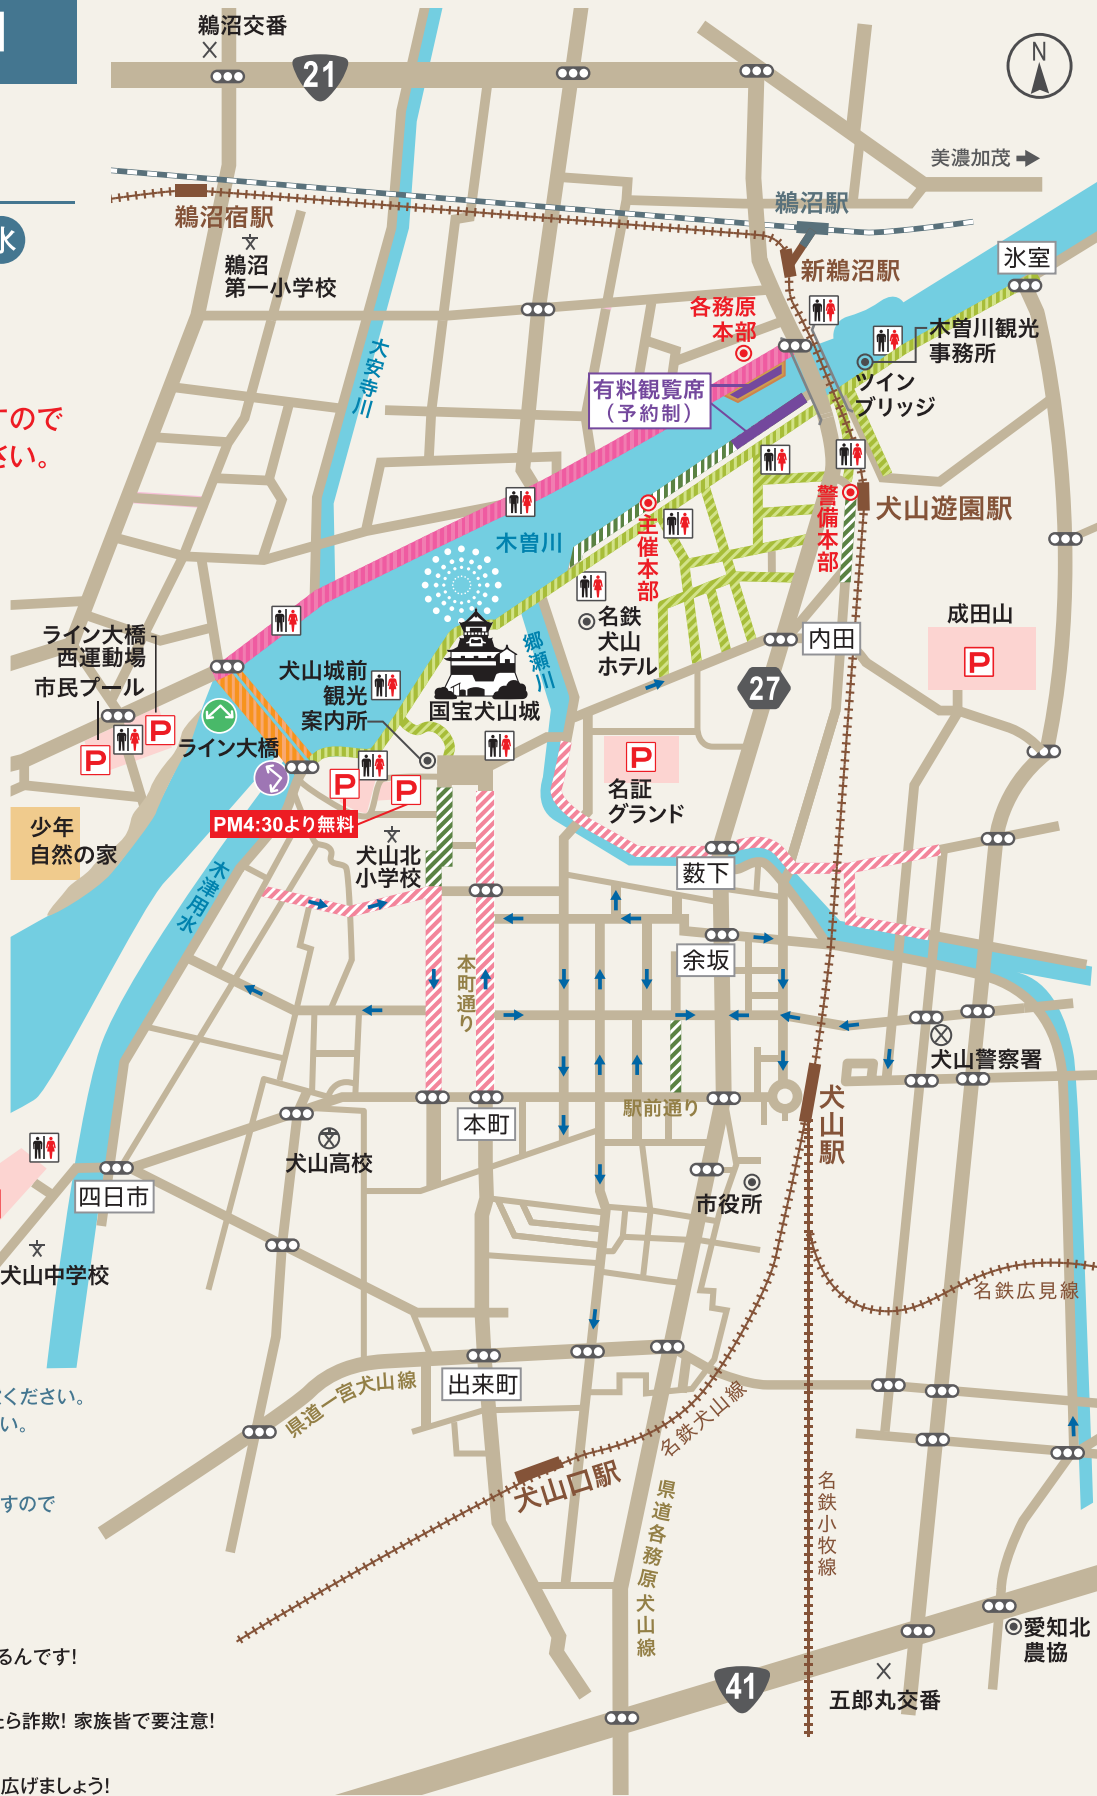 鵜沼交番
21
N
美濃加茂
鵜沼宿駅
鵜沼駅
水
鵜沼
第一小学校
新鵜沼駅
氷室
各務原
本部
木曽川観光
事務所
大安寺川
有料観覧席
(予約制)
ツイン
ブリッジ
すので
さい。
犬山遊園駅
警備本部
主催本部
木曽川
名鉄
犬山
ホテル
成田山
P
内田
ライン大橋
西運動場
市民プール
犬山城前
観光
案内所
郷瀬川
国宝犬山城
27
P
P
ライン大橋
P
P
P
名証
グランド
PM4:30より無料
少年
自然の家
犬山北
小学校
薮下
木津用水
余坂
本町通り
犬山警察署
駅前通り
本町
犬山駅
犬山高校
四日市
市役所
犬山中学校
名鉄広見線
出来町
県道一宮犬山線
名鉄犬山線
ください。
い。
犬山口駅
県道各務原犬山線
名鉄小牧線
すので
愛知北
農協
るんです!
41
五郎丸交番
たら詐欺! 家族皆で要注意!
広げましょう!